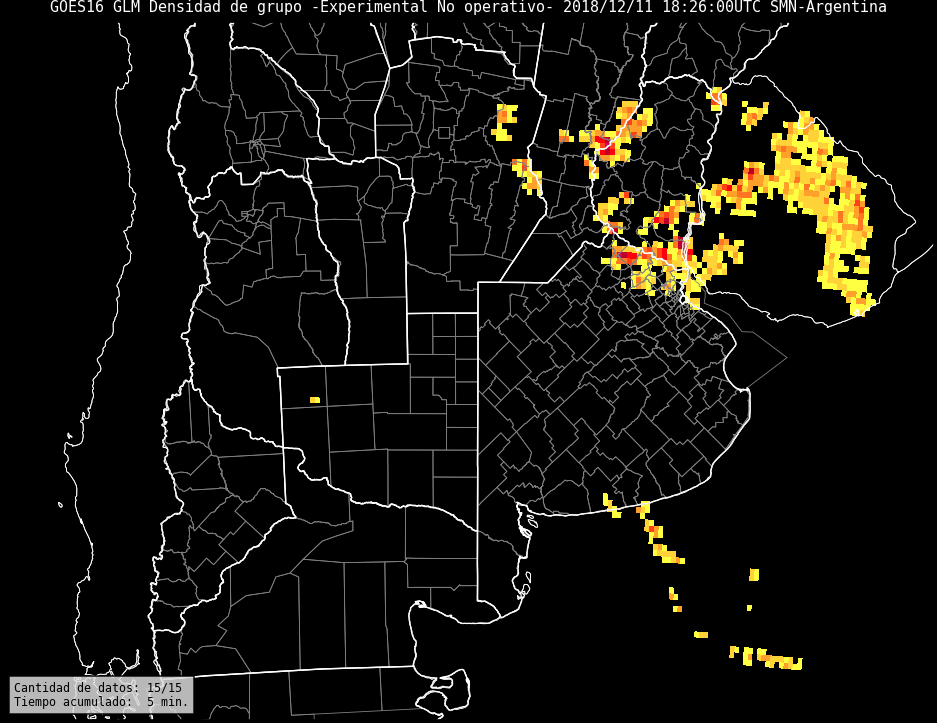 GOES16 GLM Densidad de grupo -Experimental No operativo- 2018/12/11 18:26:00UTC SMN-Argentina
Cantidad de datos: 15/15
Tiempo acumulado:  5 min.